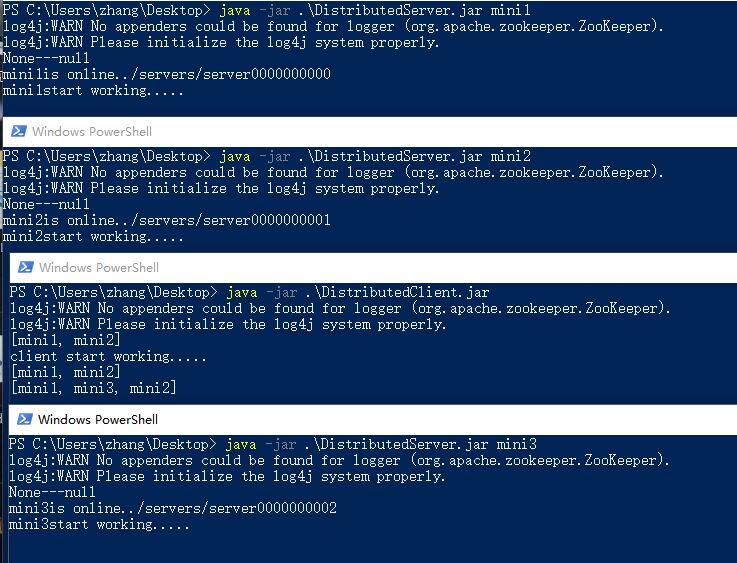 PS C:\Users\zhang\Desktop> java -jar .\DistributedServer.jar mini1
log4j:WARN No appenders could be found for logger (org.apache.zookeeper.ZooKeeper).
log4j:WARN Please initialize the log4j system properly.
None---null
mini1is online../servers/server0000000000
mini1start working.....
Windows PowerShell
PS C:\Users\zhang\Desktop> java -jar .\DistributedServer.jar mini2
log4j:WARN No appenders could be found for logger (org.apache.zookeeper.ZooKeeper).
log4j:WARN Please initialize the log4j system properly.
None---null
mini2is online../servers/server0000000001
mini2start working.....
Windows PowerShell
PS C:\Users\zhang\Desktop> java -jar .\DistributedClient.jar
log4j:WARN No appenders could be found for logger (org.apache.zookeeper.ZooKeeper).
log4j:WARN Please initialize the log4j system properly.
[mini1, mini2]
client start working.....
[mini1, mini2]
[mini1, mini3, mini2]
Windows PowerShell
PS C:\Users\zhang\Desktop> java -jar .\DistributedServer.jar mini3
log4j:WARN No appenders could be found for logger (org.apache.zookeeper.ZooKeeper).
log4j:WARN Please initialize the log4j system properly.
None---null
mini3is online../servers/server0000000002
mini3start working.....